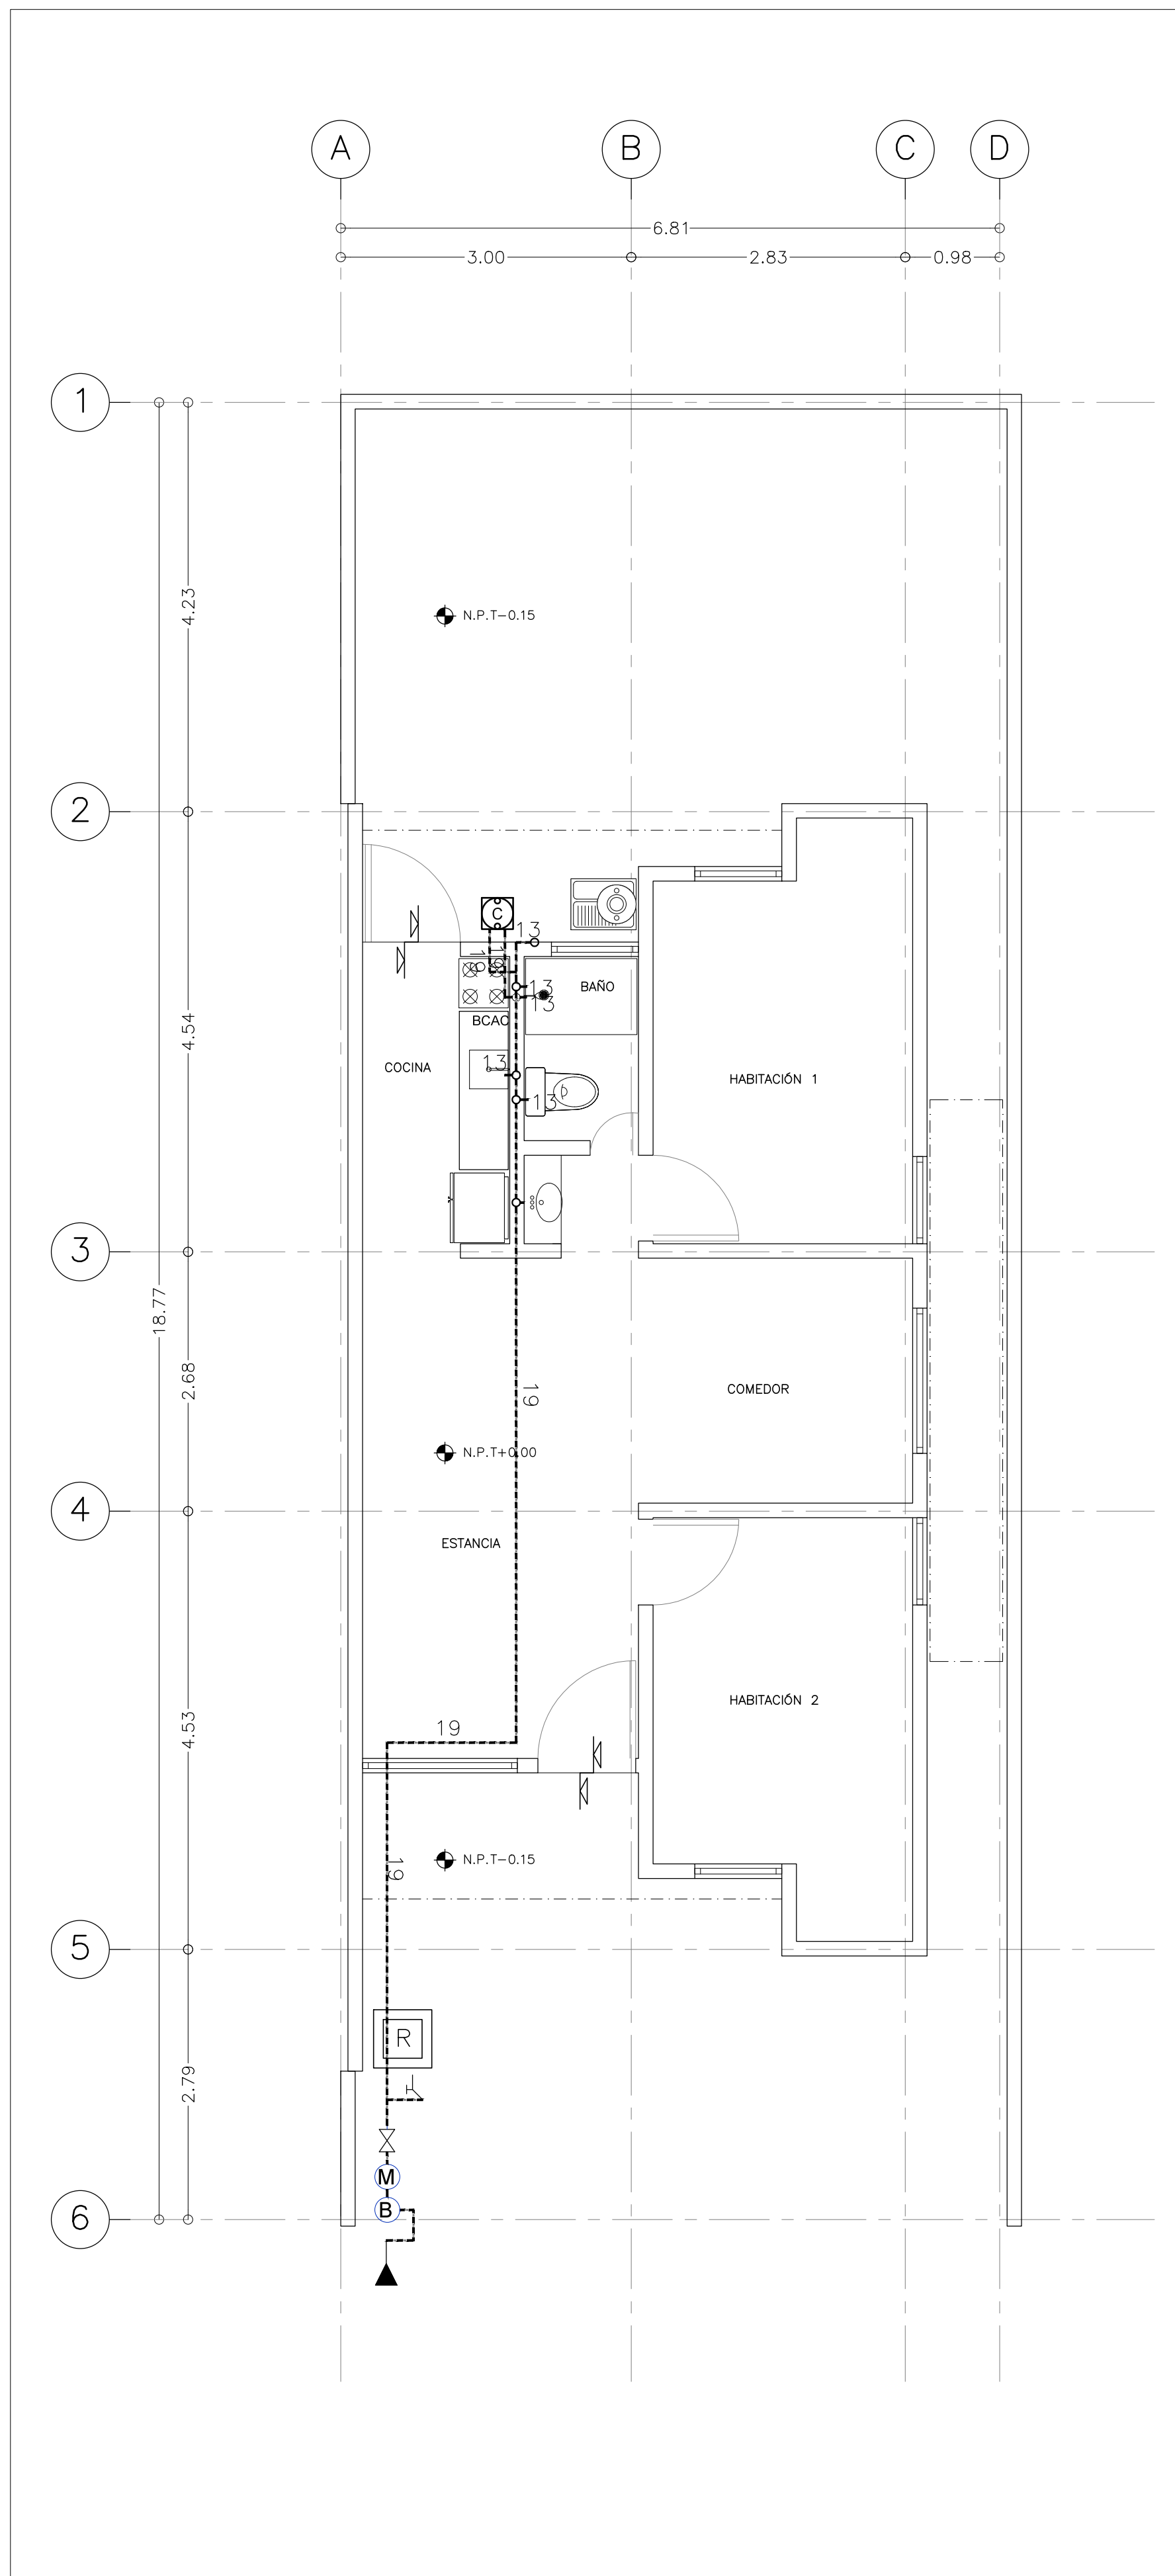 A B C D
6.81
3.00 2.83 0.98
1
4.23
N.P.T-0.15
2
C
13
19 19
13
BAÑO
13
BCAC
4.54
13
COCINA
HABITACIÓN 1
13
3
18.77
2.68
19
COMEDOR
N.P.T+0.00
4
ESTANCIA
HABITACIÓN 2
4.53
19
19
N.P.T-0.15
5
R
2.79
M
B
6